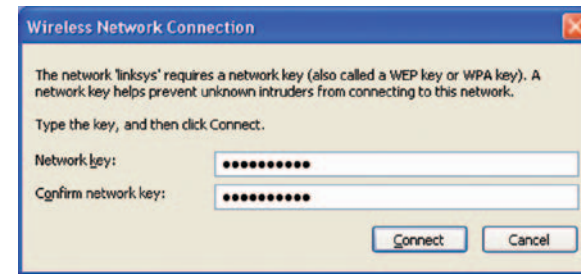 Wireless Network Connection
The network 'linksys' requires a network key (also called a WEP key or WPA key). A
network key helps prevent unknown intruders from connecting to this network.
Type the key, and then click Connect.
Network key: ●●●●●●●●●●
Confirm network key: ●●●●●●●●●●
Connect Cancel